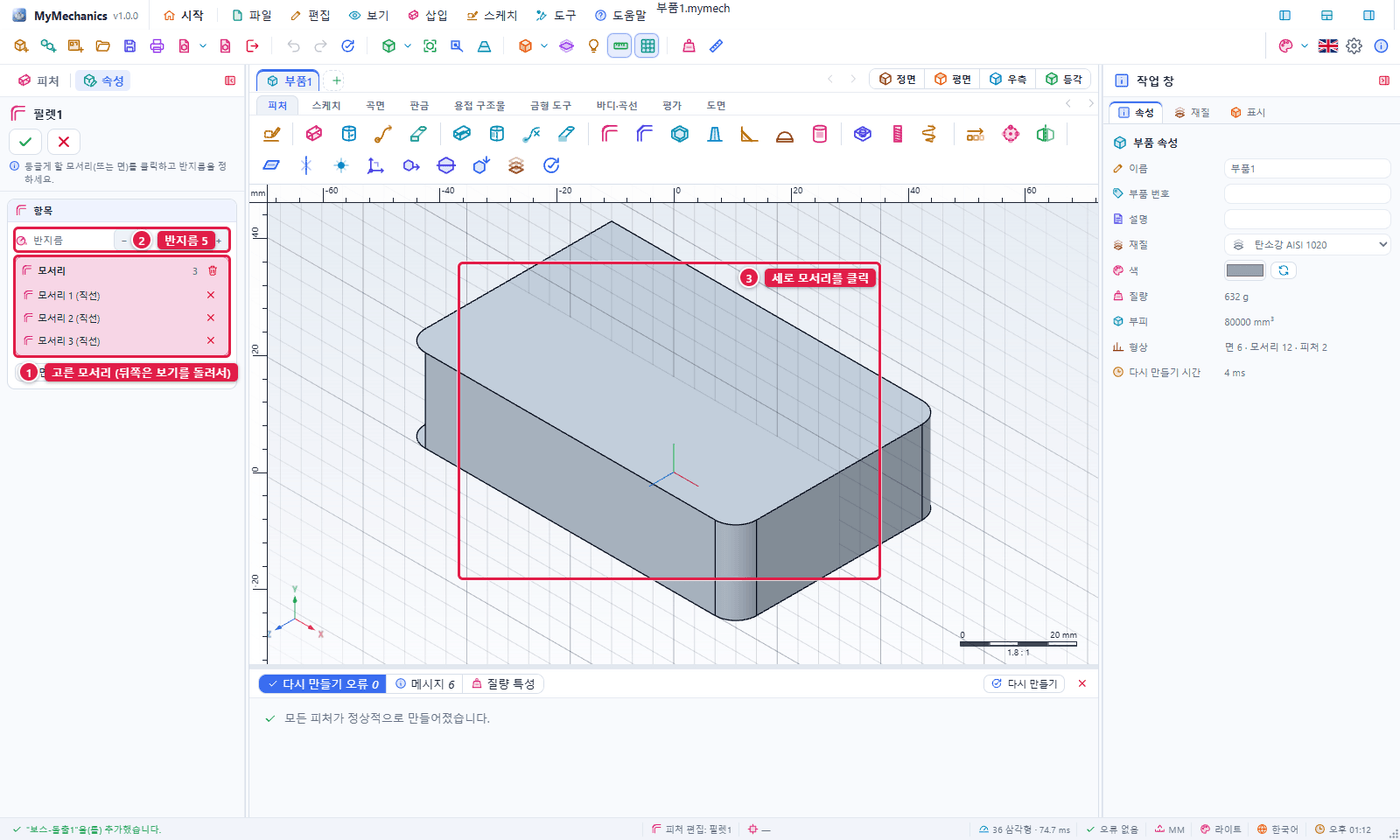 MyMechanics v1.0.0
시작
파일
편집
보기
삽입
스케치
도구
도움말
부품1.mymech
피처
속성
필렛1
둥글게 할 모서리(또는 면)를 클릭하고 반지름을 정
하세요.
항목
반지름
−
2 반지름 5
+
모서리 3
모서리 1 (직선)
모서리 2 (직선)
모서리 3 (직선)
1 고른 모서리 (뒤쪽은 보기를 돌려서)
부품1
정면
평면
우측
등각
피처
스케치
곡면
판금
용접 구조물
금형 도구
바디·곡선
평가
도면
mm
-60
-40
-20
0
20
40
60
40
20
0
-20
3 세로 모서리를 클릭
Y
X
Z
0 20 mm
1.8 : 1
다시 만들기 오류 0
메시지 6
질량 특성
다시 만들기
모든 피처가 정상적으로 만들어졌습니다.
작업 창
속성
재질
표시
부품 속성
이름 부품1
부품 번호
설명
재질 탄소강 AISI 1020
색
질량 632 g
부피 80000 mm³
형상 면 6 · 모서리 12 · 피처 2
다시 만들기 시간 4 ms
"보스-돌출1"을(를) 추가했습니다.
피처 편집: 필렛1
—
36 삼각형 · 74.7 ms
오류 없음
MM
라이트
한국어
오후 01:12